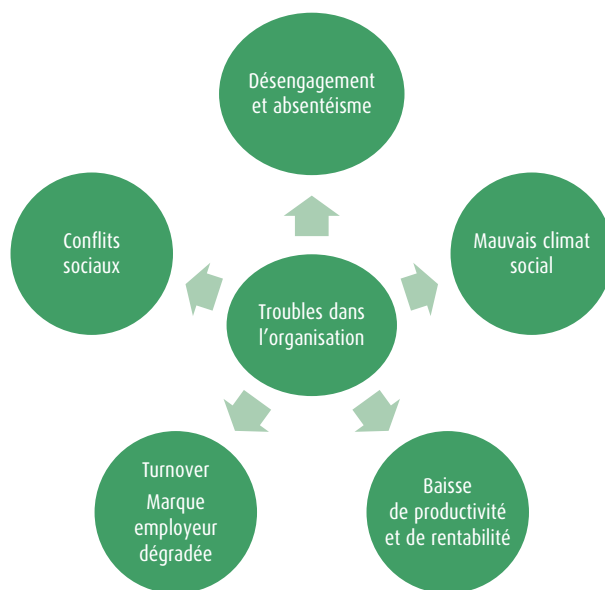 Désengagement
et absentéisme
Conflits
sociaux
Mauvais climat
social
Troubles dans
l'organisation
Turnover
Marque
employeur
dégradée
Baisse
de productivité
et de rentabilité